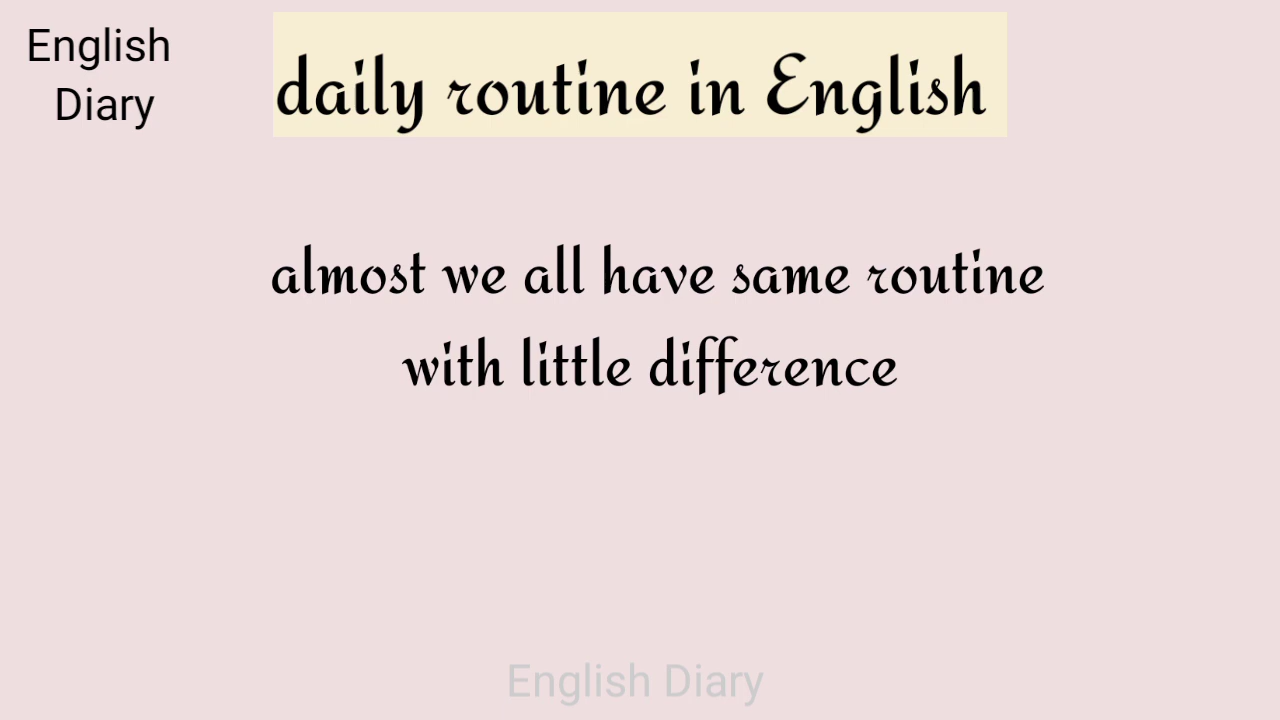 English
Diary
daily routine in English
almost we all have same routine
with little difference
English Diary